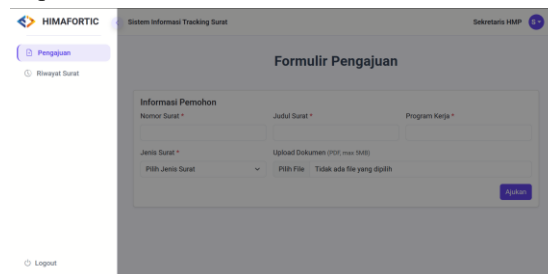 HIMAFORTIC
Sistem Informasi Tracking Surat
Sekretaris HMP
S
Pengajuan
Riwayat Surat
Formulir Pengajuan
Informasi Pemohon
Nomor Surat *
Judul Surat *
Program Kerja *
Jenis Surat *
Upload Dokumen (PDF, max 5MB)
Pilih Jenis Surat
Pilih File Tidak ada file yang dipilih
Ajukan
Logout